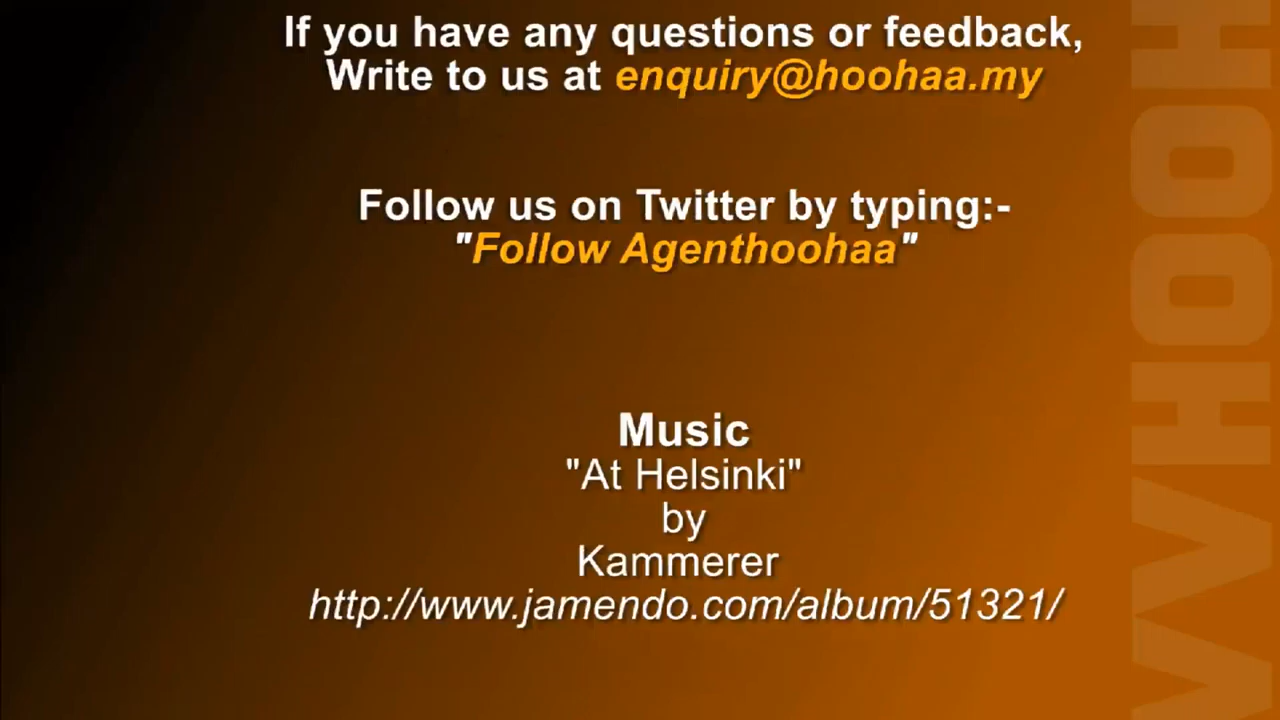 If you have any questions or feedback,
Write to us at enquiry@hoohaa.my
Follow us on Twitter by typing:-
"Follow Agenthoohaa"
Music
"At Helsinki"
by
Kammerer
http://www.jamendo.com/album/51321/
WHOOH